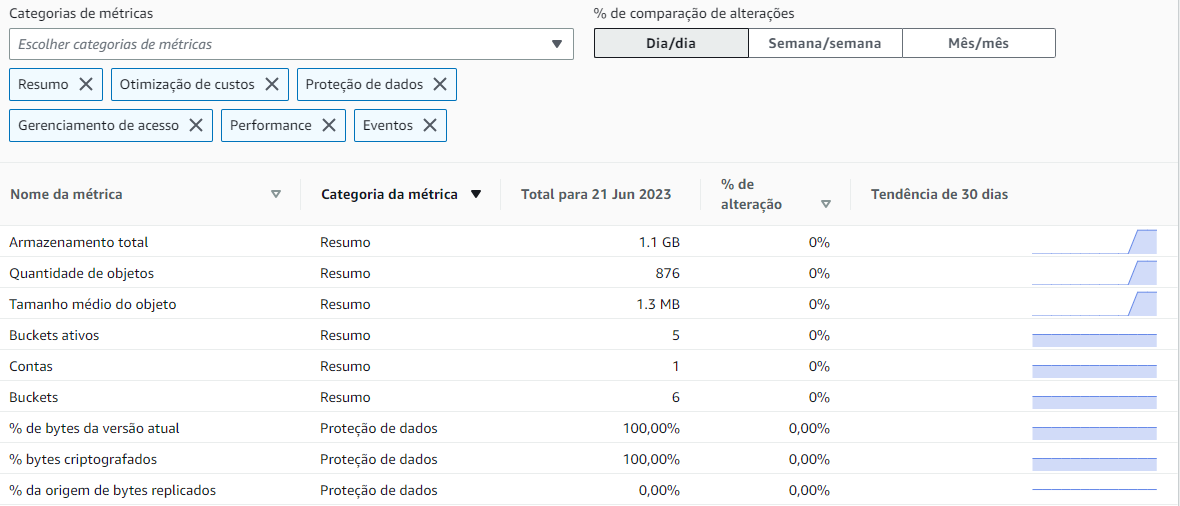 Categorias de métricas
% de comparação de alterações
Escolher categorias de métricas
Dia/dia Semana/semana Mês/mês
Resumo Otimização de custos Proteção de dados
Gerenciamento de acesso Performance Eventos
Nome da métrica Categoria da métrica Total para 21 Jun 2023 % de alteração Tendência de 30 dias
Armazenamento total Resumo 1.1 GB 0%
Quantidade de objetos Resumo 876 0%
Tamanho médio do objeto Resumo 1.3 MB 0%
Buckets ativos Resumo 5 0%
Contas Resumo 1 0%
Buckets Resumo 6 0%
% de bytes da versão atual Proteção de dados 100,00% 0,00%
% bytes criptografados Proteção de dados 100,00% 0,00%
% da origem de bytes replicados Proteção de dados 0,00% 0,00%